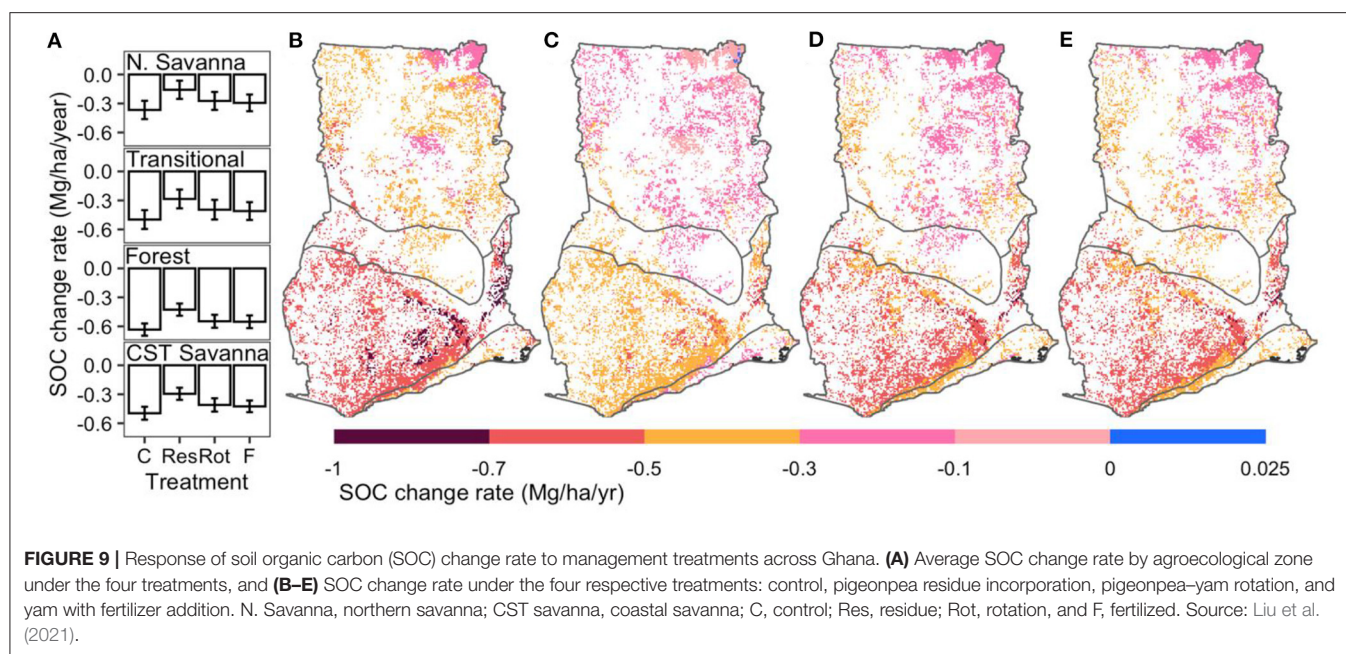 A
B
C
D
E
SOC change rate (Mg/ha/year)
N. Savanna
0.0
-0.3
-0.6
Transitional
0.0
-0.3
-0.6
Forest
0.0
-0.3
-0.6
CST Savanna
0.0
-0.3
-0.6
C Res Rot F
Treatment
-1 -0.7 -0.5 -0.3 -0.1 0 0.025
SOC change rate (Mg/ha/yr)
FIGURE 9 | Response of soil organic carbon (SOC) change rate to management treatments across Ghana. (A) Average SOC change rate by agroecological zone
under the four treatments, and (B–E) SOC change rate under the four respective treatments: control, pigeonpea residue incorporation, pigeonpea–yam rotation, and
yam with fertilizer addition. N. Savanna, northern savanna; CST savanna, coastal savanna; C, control; Res, residue; Rot, rotation, and F, fertilized. Source: Liu et al.
(2021).